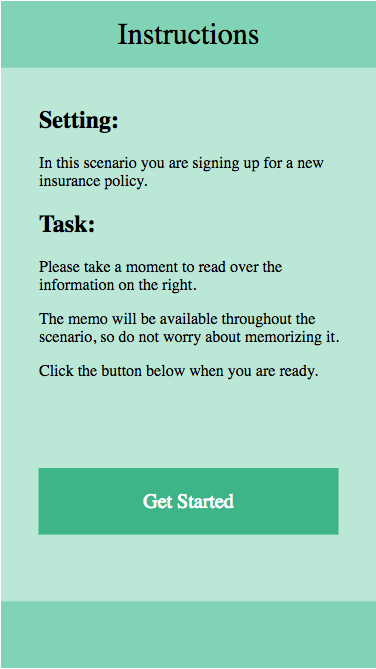 Instructions
Setting:
In this scenario you are signing up for a new
insurance policy.
Task:
Please take a moment to read over the
information on the right.
The memo will be available throughout the
scenario, so do not worry about memorizing it.
Click the button below when you are ready.
Get Started